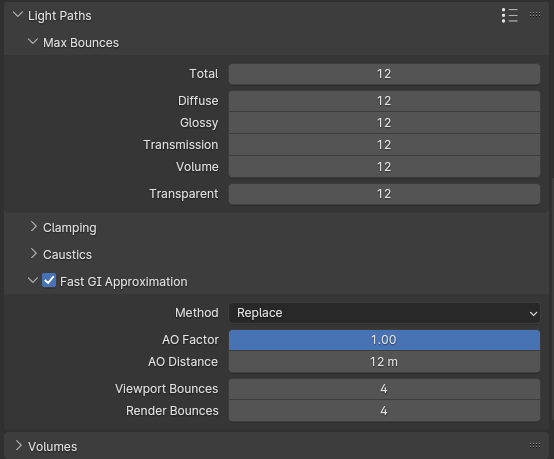 Light Paths
Max Bounces
Total 12
Diffuse 12
Glossy 12
Transmission 12
Volume 12
Transparent 12
Clamping
Caustics
Fast GI Approximation
Method Replace
AO Factor 1.00
AO Distance 12 m
Viewport Bounces 4
Render Bounces 4
Volumes